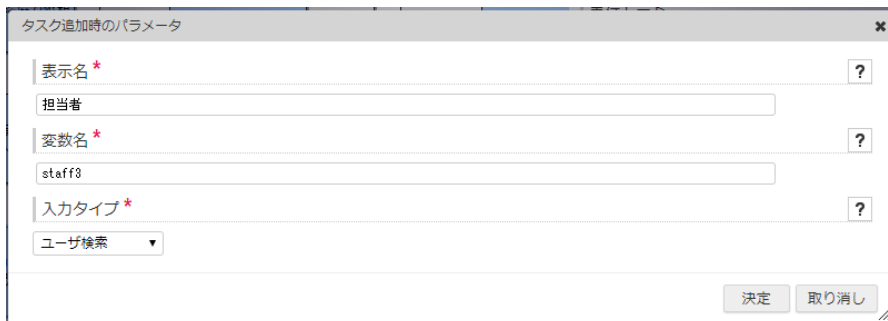 タスク追加時のパラメータ
表示名 *
?
担当者
変数名 *
?
staff3
入力タイプ *
?
ユーザ検索
決定 取り消し